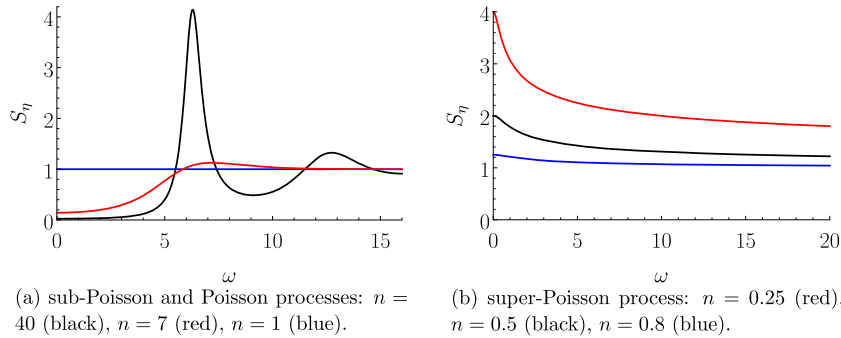 4
3
2
1
0
S_η
0
5
10
15
ω
4
3
2
1
0
S_η
0
5
10
15
20
ω
(a) sub-Poisson and Poisson processes: n =
40 (black), n = 7 (red), n = 1 (blue).
(b) super-Poisson process: n = 0.25 (red),
n = 0.5 (black), n = 0.8 (blue).